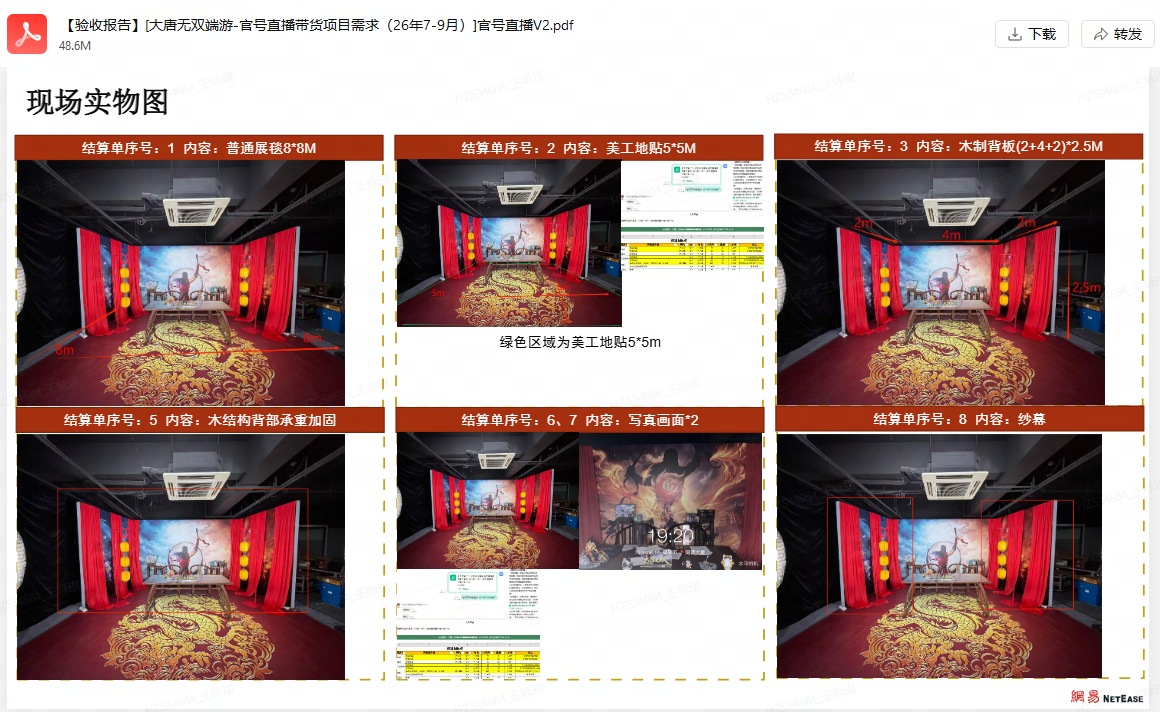 【验收报告】[大唐无双端游-官号直播带货项目需求（26年7-9月）]官号直播V2.pdf
48.6M
下载
转发
现场实物图
结算单序号：1 内容：普通展毯8*8M
结算单序号：2 内容：美工地贴5*5M
结算单序号：3 内容：木制背板(2+4+2)*2.5M
8m
8m
5m
2m
4m
2m
2.5m
绿色区域为美工地贴5*5m
结算单序号：5 内容：木结构背部承重加固
结算单序号：6、7 内容：写真画面*2
结算单序号：8 内容：纱幕
19:20
水印相机
網易 NETEASE